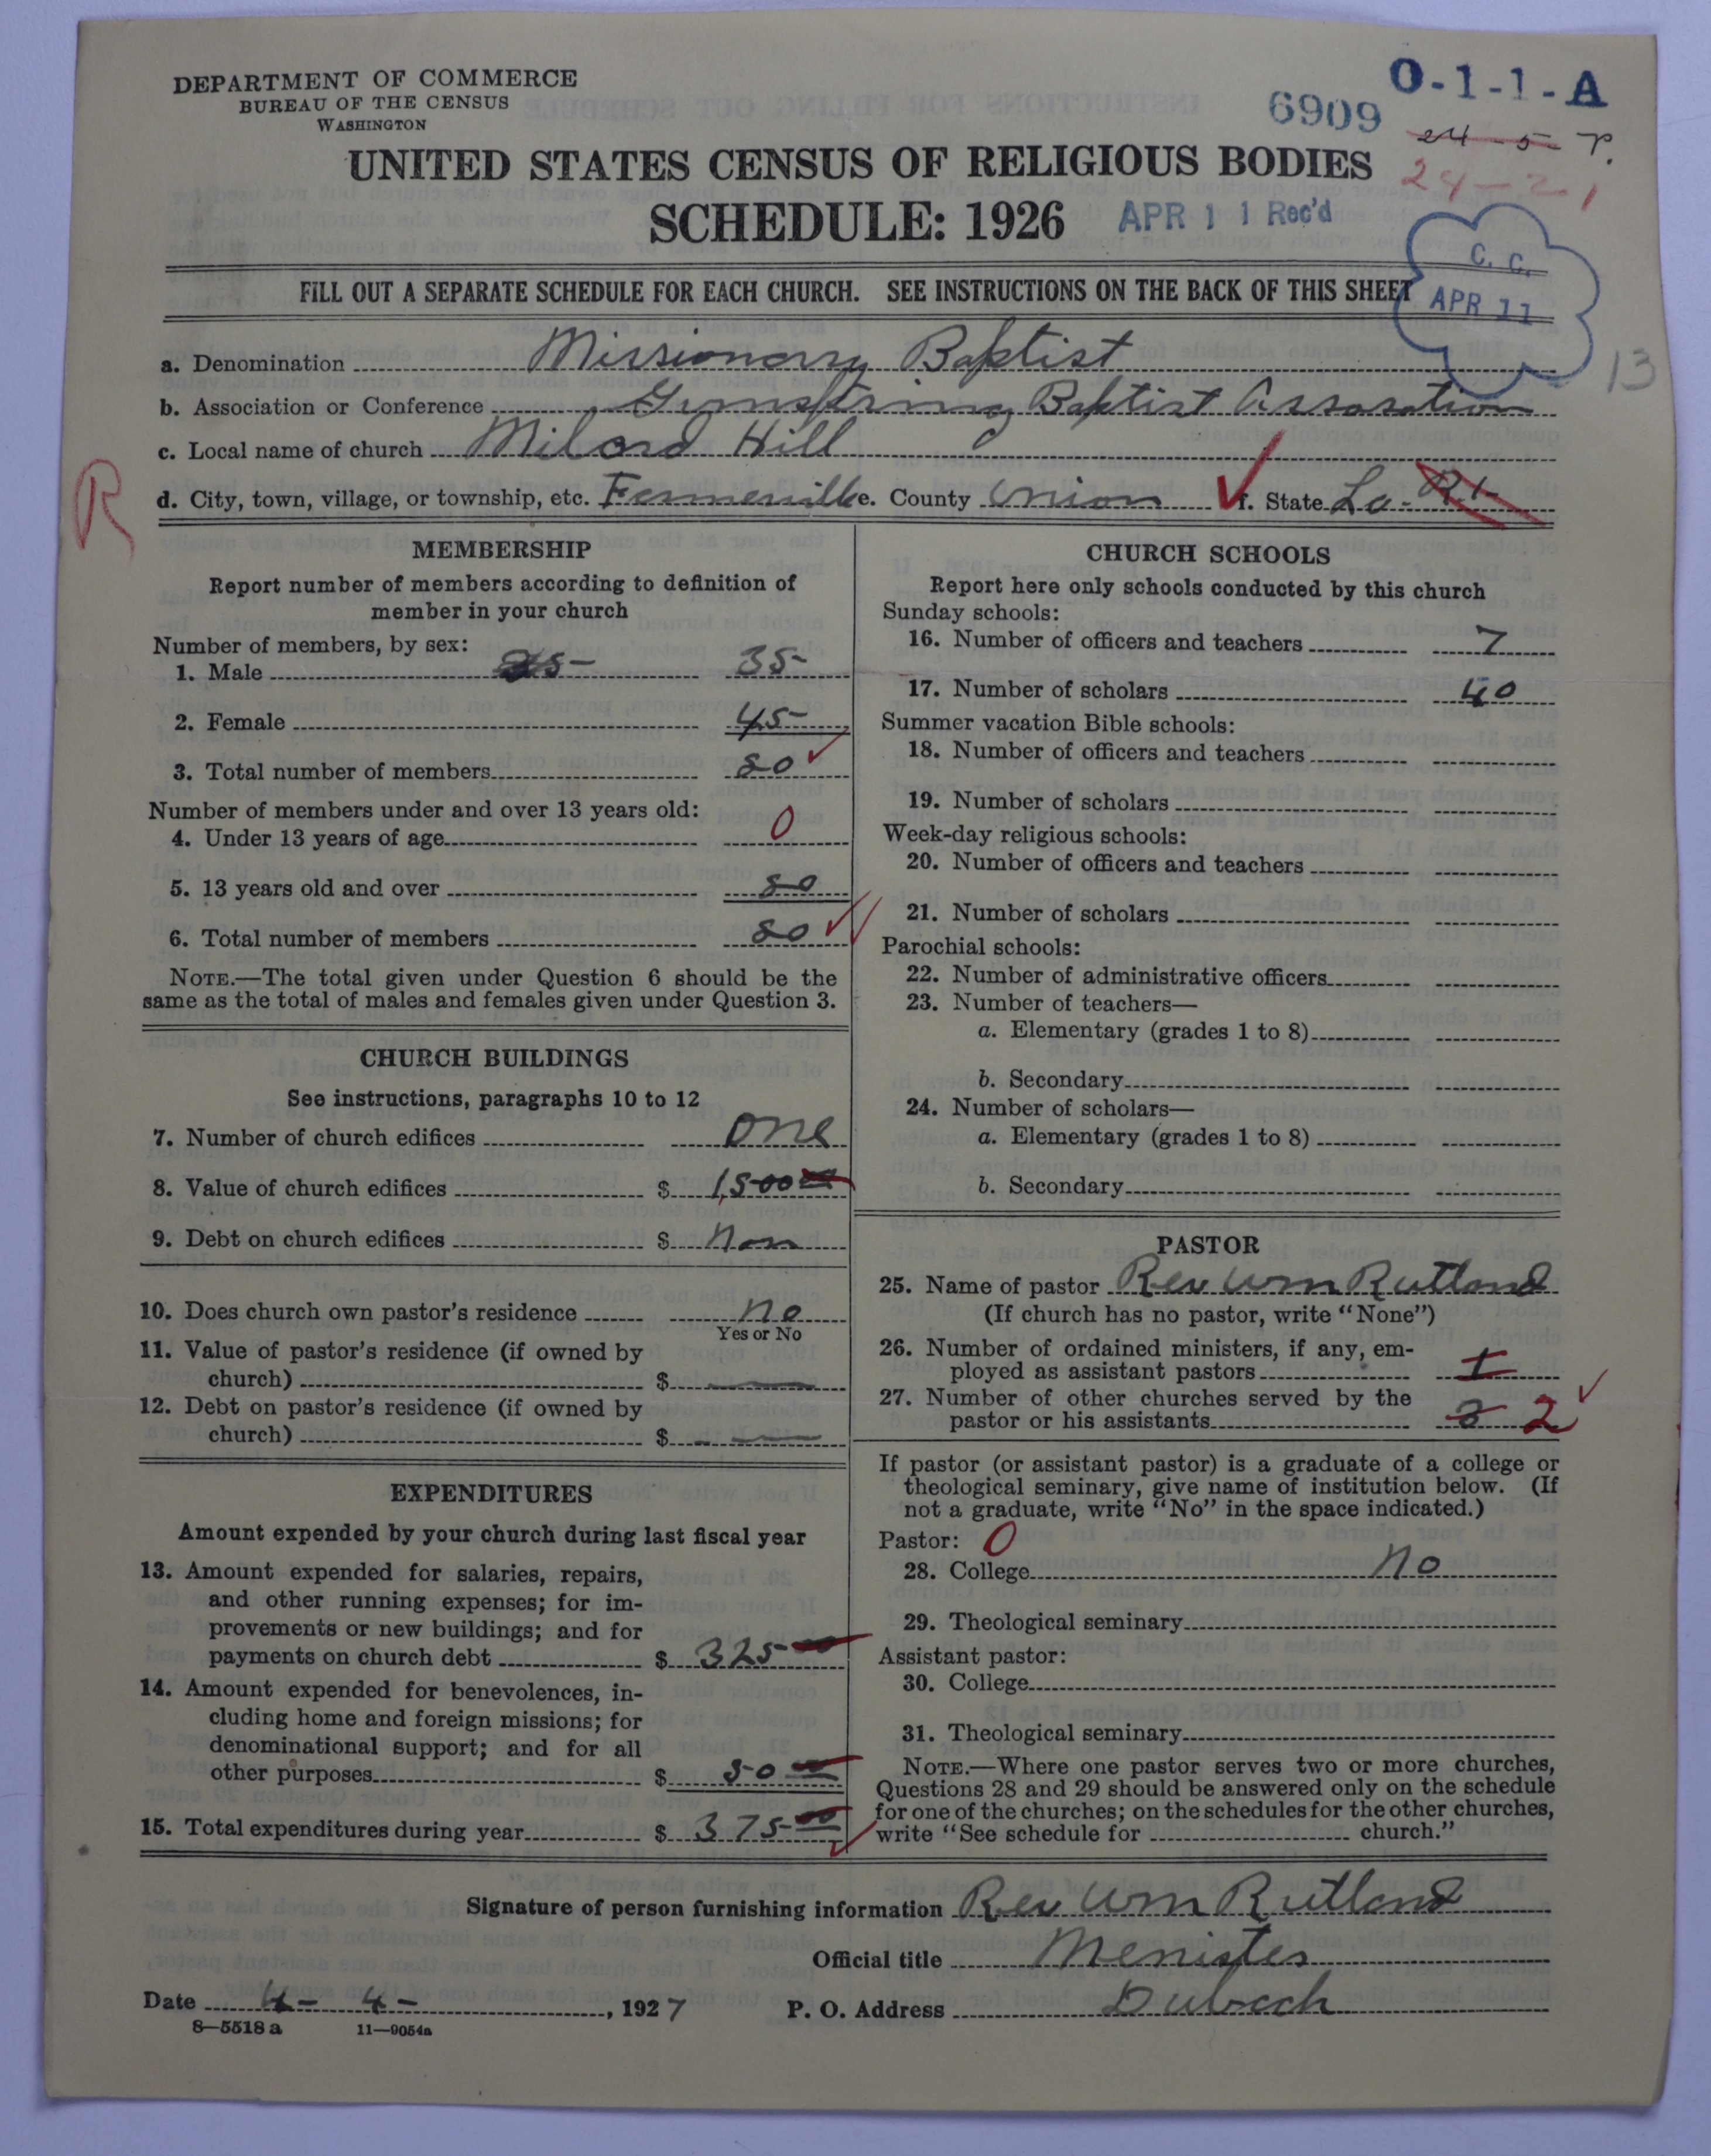 DEPARTMENT OF COMMERCE
BUREAU OF THE CENSUS
WASHINGTON
O-1-1-A
6909
24-5- P.
24-2-1
UNITED STATES CENSUS OF RELIGIOUS BODIES
SCHEDULE: 1926
APR 11 Rec'd
C. C.
APR 11
FILL OUT A SEPARATE SCHEDULE FOR EACH CHURCH. SEE INSTRUCTIONS ON THE BACK OF THIS SHEET
13
a. Denomination Missionary Baptist
b. Association or Conference Baptist
c. Local name of church Hill
R
d. City, town, village, or township, etc. e. County Union f. State La. R.1-
MEMBERSHIP
Report number of members according to definition of
member in your church
Number of members, by sex:
1. Male 35-
2. Female 45-
3. Total number of members 80
Number of members under and over 13 years old:
4. Under 13 years of age 0
5. 13 years old and over 80
6. Total number of members 80
NOTE.—The total given under Question 6 should be the
same as the total of males and females given under Question 3.
CHURCH BUILDINGS
See instructions, paragraphs 10 to 12
7. Number of church edifices one
8. Value of church edifices $ 1,500 00
9. Debt on church edifices $ non
10. Does church own pastor's residence no
Yes or No
11. Value of pastor's residence (if owned by
church) $ —
12. Debt on pastor's residence (if owned by
church) $ —
EXPENDITURES
Amount expended by your church during last fiscal year
13. Amount expended for salaries, repairs,
and other running expenses; for im-
provements or new buildings; and for
payments on church debt $ 325-00
14. Amount expended for benevolences, in-
cluding home and foreign missions; for
denominational support; and for all
other purposes $ 50 00
15. Total expenditures during year $ 375-00
CHURCH SCHOOLS
Report here only schools conducted by this church
Sunday schools:
16. Number of officers and teachers 7
17. Number of scholars 40
Summer vacation Bible schools:
18. Number of officers and teachers
19. Number of scholars
Week-day religious schools:
20. Number of officers and teachers
21. Number of scholars
Parochial schools:
22. Number of administrative officers
23. Number of teachers—
a. Elementary (grades 1 to 8)
b. Secondary
24. Number of scholars—
a. Elementary (grades 1 to 8)
b. Secondary
PASTOR
25. Name of pastor Rev Wm Rutland
(If church has no pastor, write "None")
26. Number of ordained ministers, if any, em-
ployed as assistant pastors 1
27. Number of other churches served by the
pastor or his assistants 3 2
If pastor (or assistant pastor) is a graduate of a college or
theological seminary, give name of institution below. (If
not a graduate, write "No" in the space indicated.)
Pastor: 0
28. College no
29. Theological seminary
Assistant pastor:
30. College
31. Theological seminary
NOTE.—Where one pastor serves two or more churches,
Questions 28 and 29 should be answered only on the schedule
for one of the churches; on the schedules for the other churches,
write "See schedule for church."
Signature of person furnishing information Rev Wm Rutland
Official title Menister
Date 4-4-, 1927 P. O. Address Dubach
8—5518 a 11—9054a